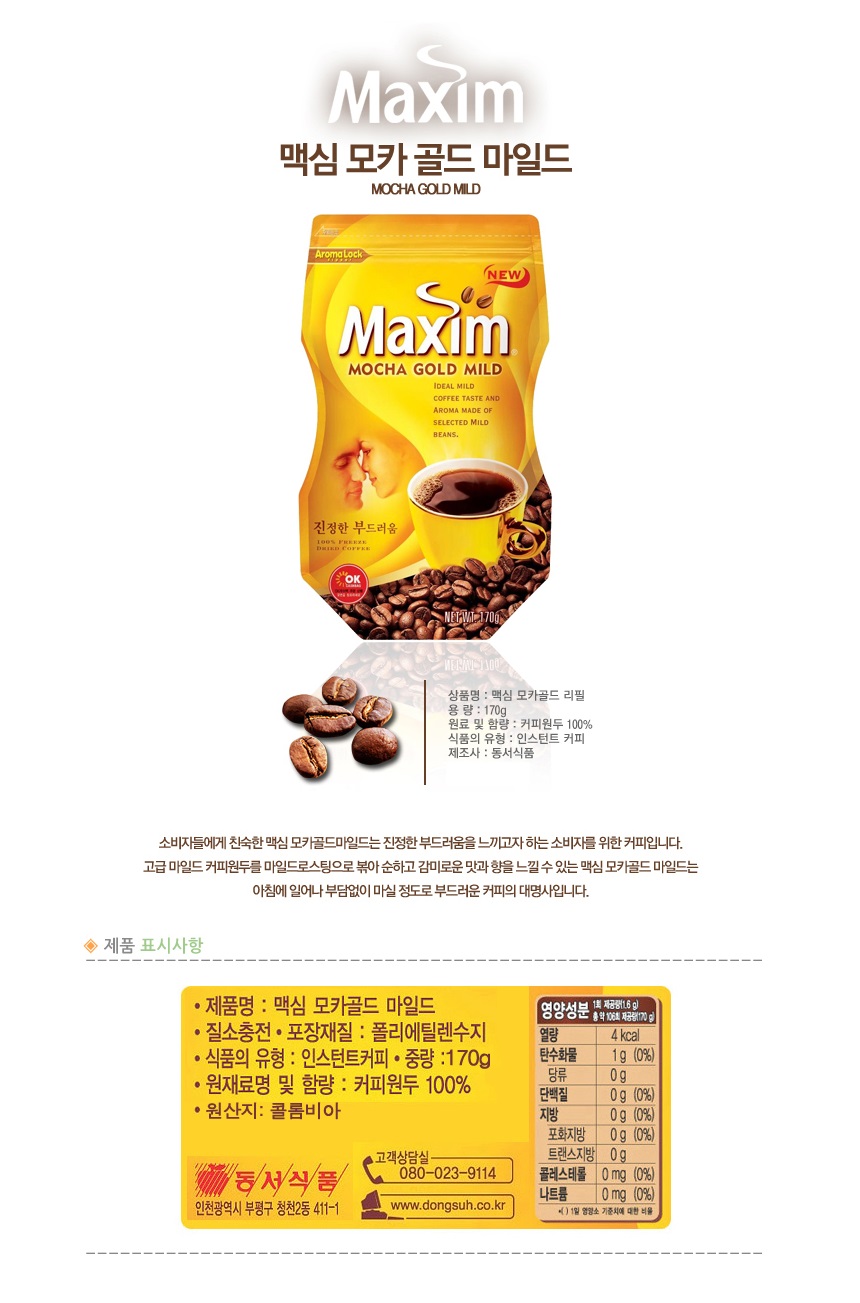 Maxim
맥심 모카 골드 마일드
MOCHA GOLD MILD
AromaLock
NEW
Maxim
MOCHA GOLD MILD
IDEAL MILD
COFFEE TASTE AND
AROMA MADE OF
SELECTED MILD
BEANS.
진정한 부드러움
100% FREEZE
DRIED COFFEE
OK
NET WT. 170g
상품명 : 맥심 모카골드 리필
용 량 : 170g
원료 및 함량 : 커피원두 100%
식품의 유형 : 인스턴트 커피
제조사 : 동서식품
소비자들에게 친숙한 맥심 모카골드마일드는 진정한 부드러움을 느끼고자 하는 소비자를 위한 커피입니다.
고급 마일드 커피원두를 마일드로스팅으로 볶아 순하고 감미로운 맛과 향을 느낄 수 있는 맥심 모카골드 마일드는
아침에 일어나 부담없이 마실 정도로 부드러운 커피의 대명사입니다.
제품 표시사항
• 제품명 : 맥심 모카골드 마일드
• 질소충전 • 포장재질 : 폴리에틸렌수지
• 식품의 유형 : 인스턴트커피 • 중량 :170g
• 원재료명 및 함량 : 커피원두 100%
• 원산지: 콜롬비아
동서식품
인천광역시 부평구 청천2동 411-1
고객상담실
080-023-9114
www.dongsuh.co.kr
영양성분 1회 제공량(1.6 g)
총 약 106회 제공량(170 g)
열량 4 kcal
탄수화물 1 g (0%)
당류 0 g
단백질 0 g (0%)
지방 0 g (0%)
포화지방 0 g (0%)
트랜스지방 0 g
콜레스테롤 0 mg (0%)
나트륨 0 mg (0%)
*( ) 1일 영양소 기준치에 대한 비율